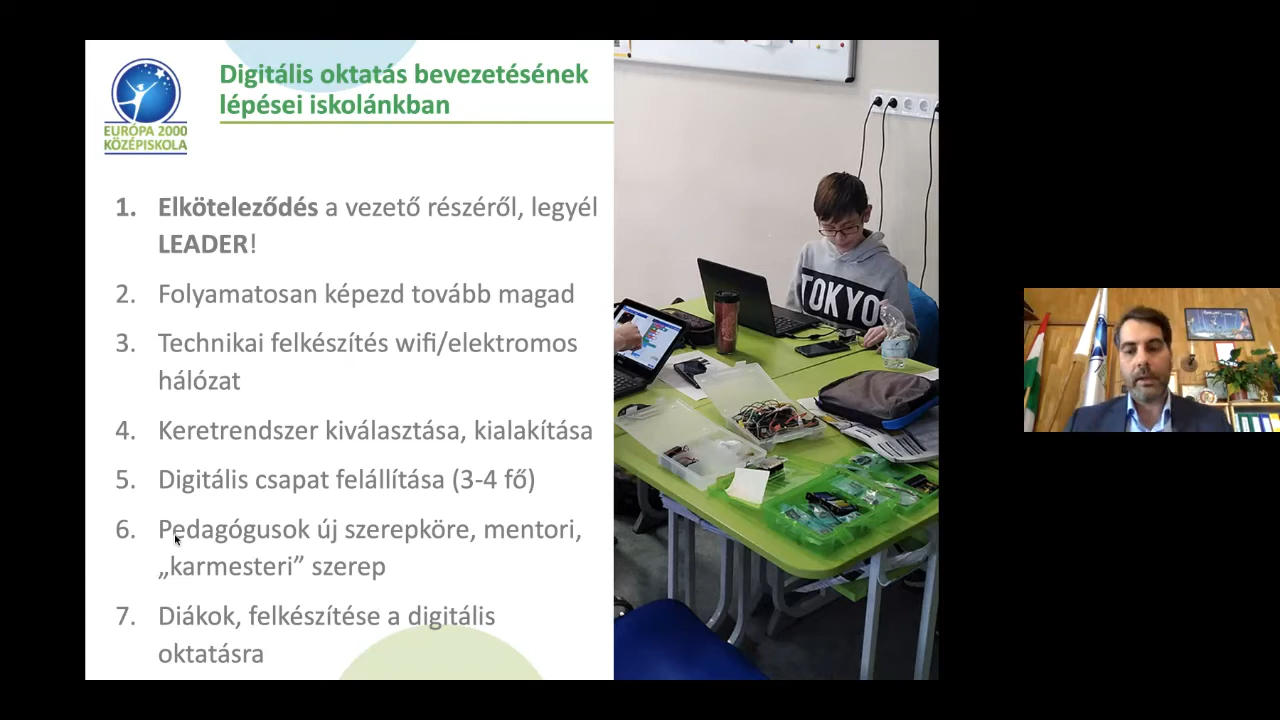 Digitális oktatás bevezetésének
lépései iskolánkban
EURÓPA 2000
KÖZÉPISKOLA
1. Elköteleződés a vezető részéről, legyél
LEADER!
2. Folyamatosan képezd tovább magad
3. Technikai felkészítés wifi/elektromos
hálózat
4. Keretrendszer kiválasztása, kialakítása
5. Digitális csapat felállítása (3-4 fő)
6. Pedagógusok új szerepköre, mentori,
„karmesteri” szerep
7. Diákok, felkészítése a digitális
oktatásra
TOKYO